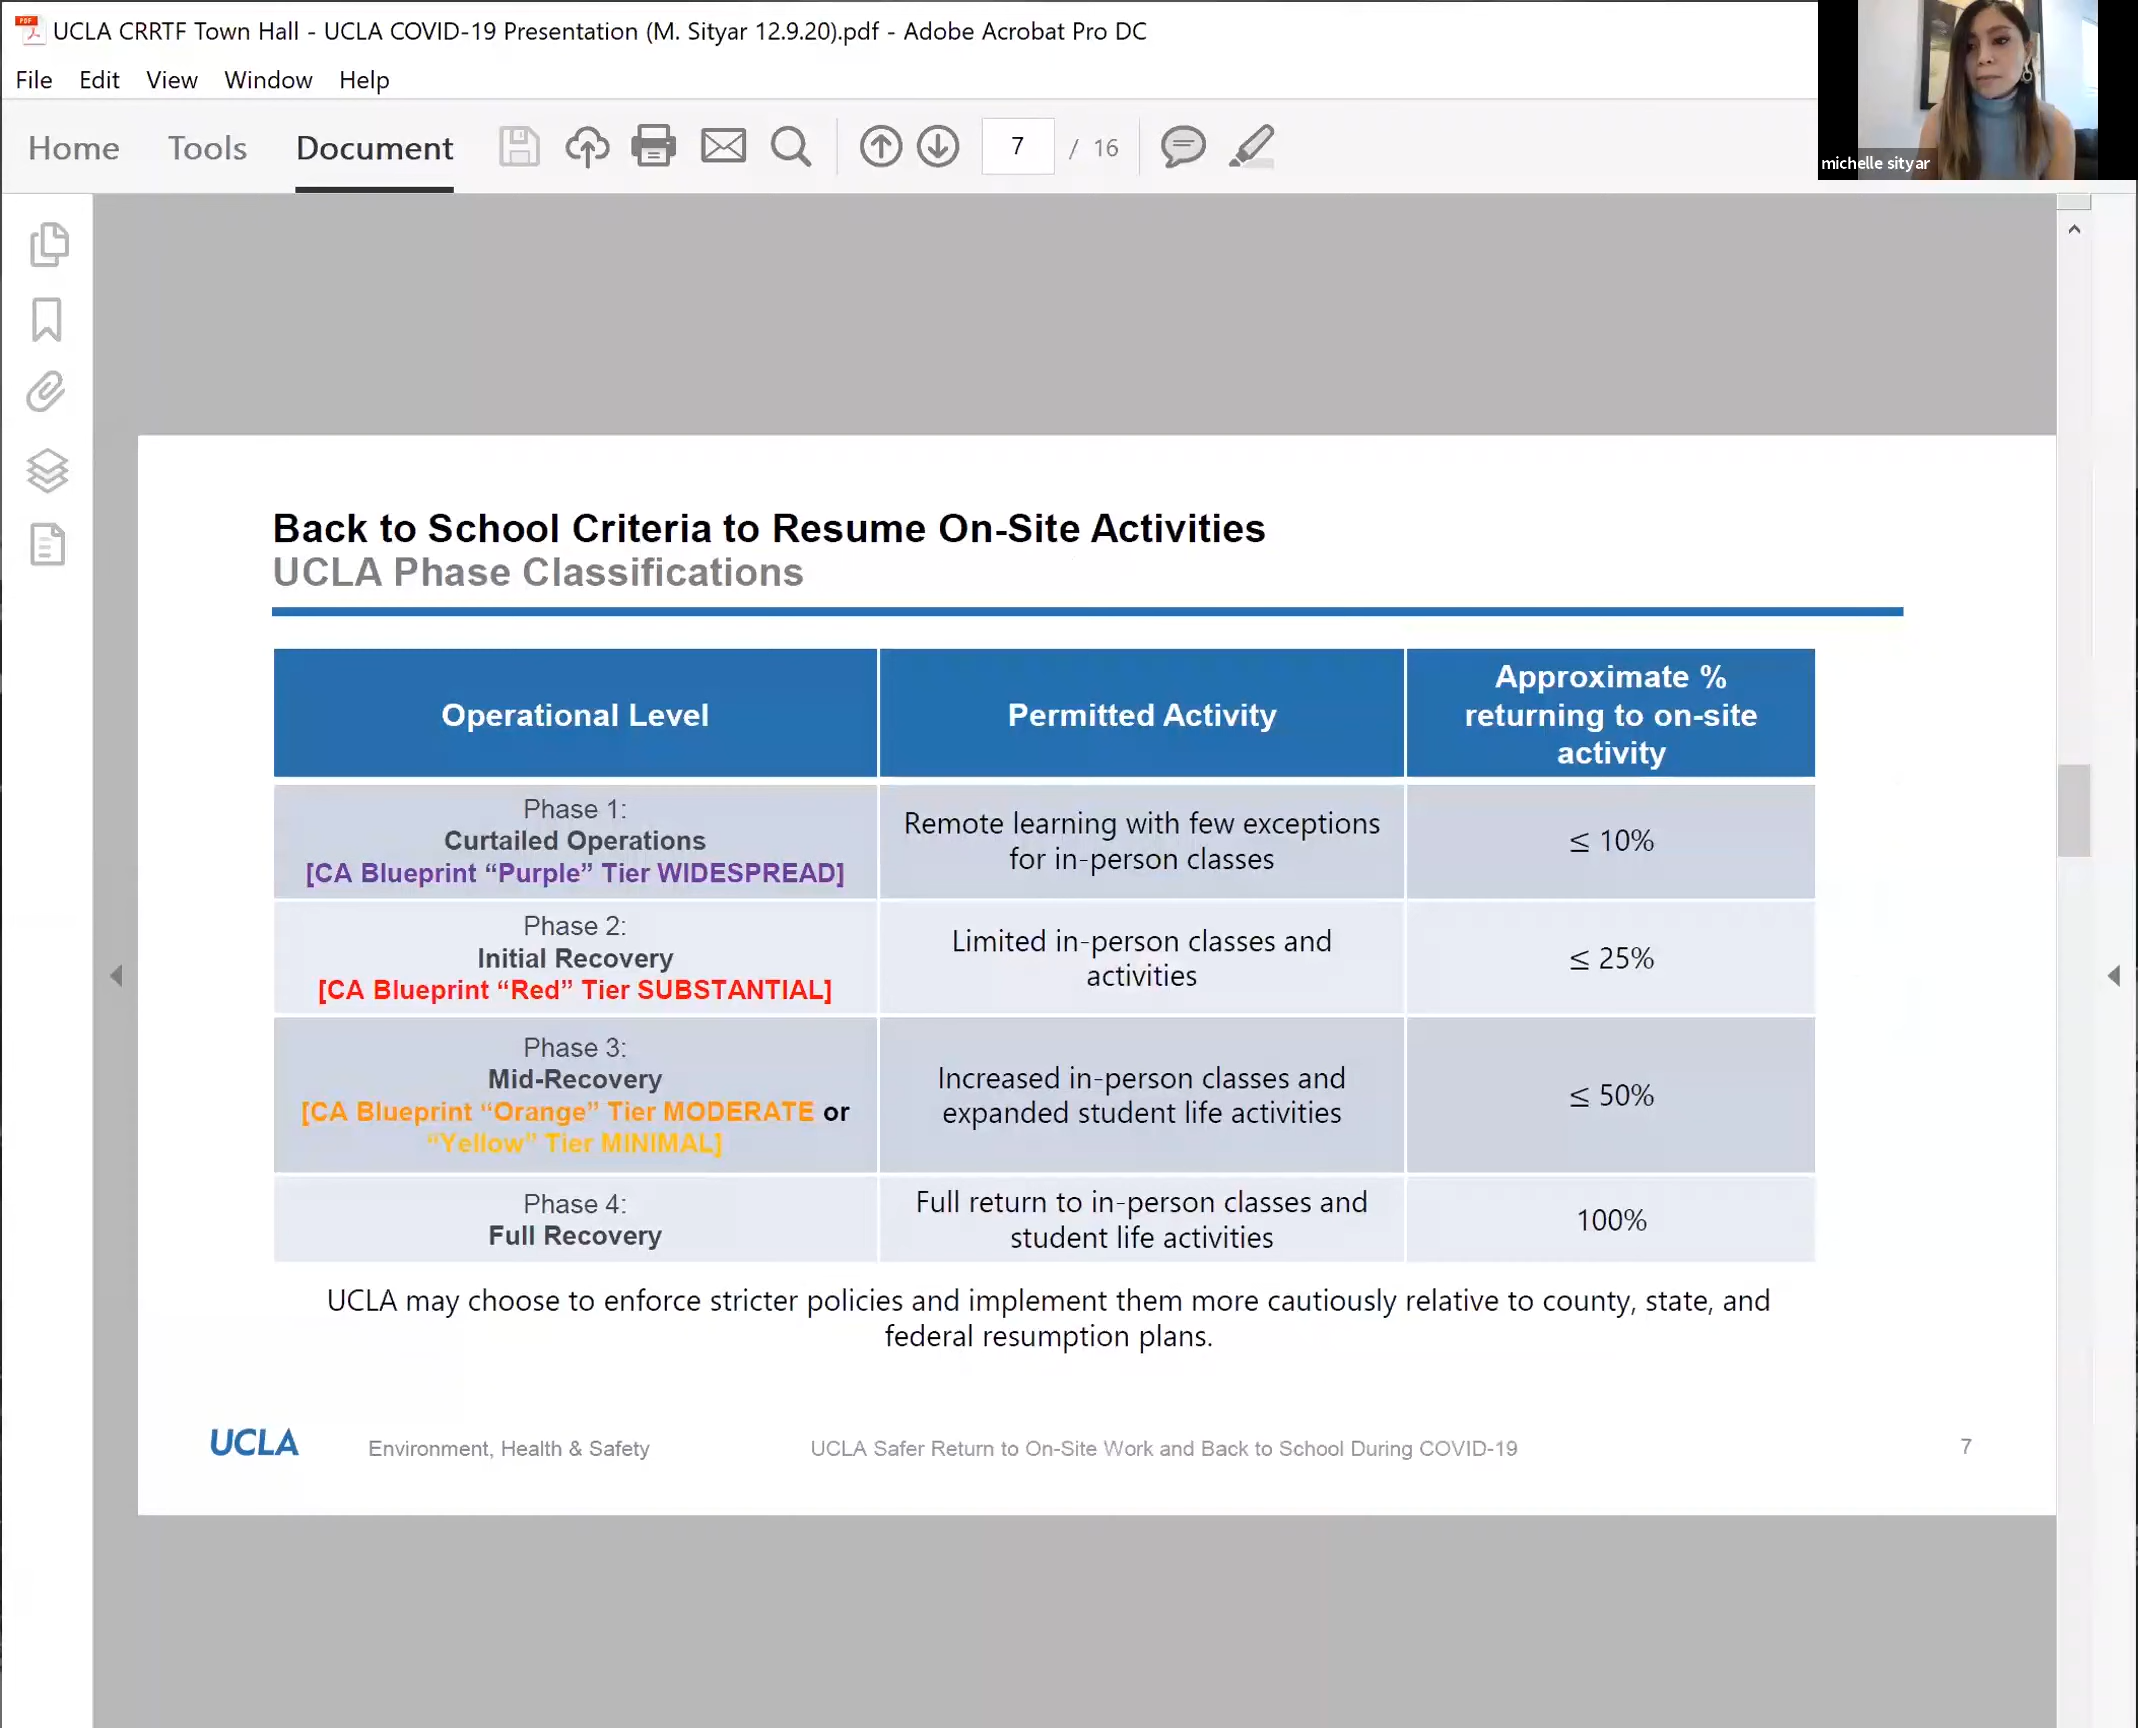 UCLA CRRTF Town Hall - UCLA COVID-19 Presentation (M. Sityar 12.9.20).pdf - Adobe Acrobat Pro DC
File Edit View Window Help
Home Tools Document 7 / 16
michelle sityar
Back to School Criteria to Resume On-Site Activities
UCLA Phase Classifications
Operational Level
Permitted Activity
Approximate %
returning to on-site
activity
Phase 1:
Curtailed Operations
[CA Blueprint “Purple” Tier WIDESPREAD]
Remote learning with few exceptions
for in-person classes
≤ 10%
Phase 2:
Initial Recovery
[CA Blueprint “Red” Tier SUBSTANTIAL]
Limited in-person classes and
activities
≤ 25%
Phase 3:
Mid-Recovery
[CA Blueprint “Orange” Tier MODERATE or
“Yellow” Tier MINIMAL]
Increased in-person classes and
expanded student life activities
≤ 50%
Phase 4:
Full Recovery
Full return to in-person classes and
student life activities
100%
UCLA may choose to enforce stricter policies and implement them more cautiously relative to county, state, and
federal resumption plans.
UCLA Environment, Health & Safety UCLA Safer Return to On-Site Work and Back to School During COVID-19 7